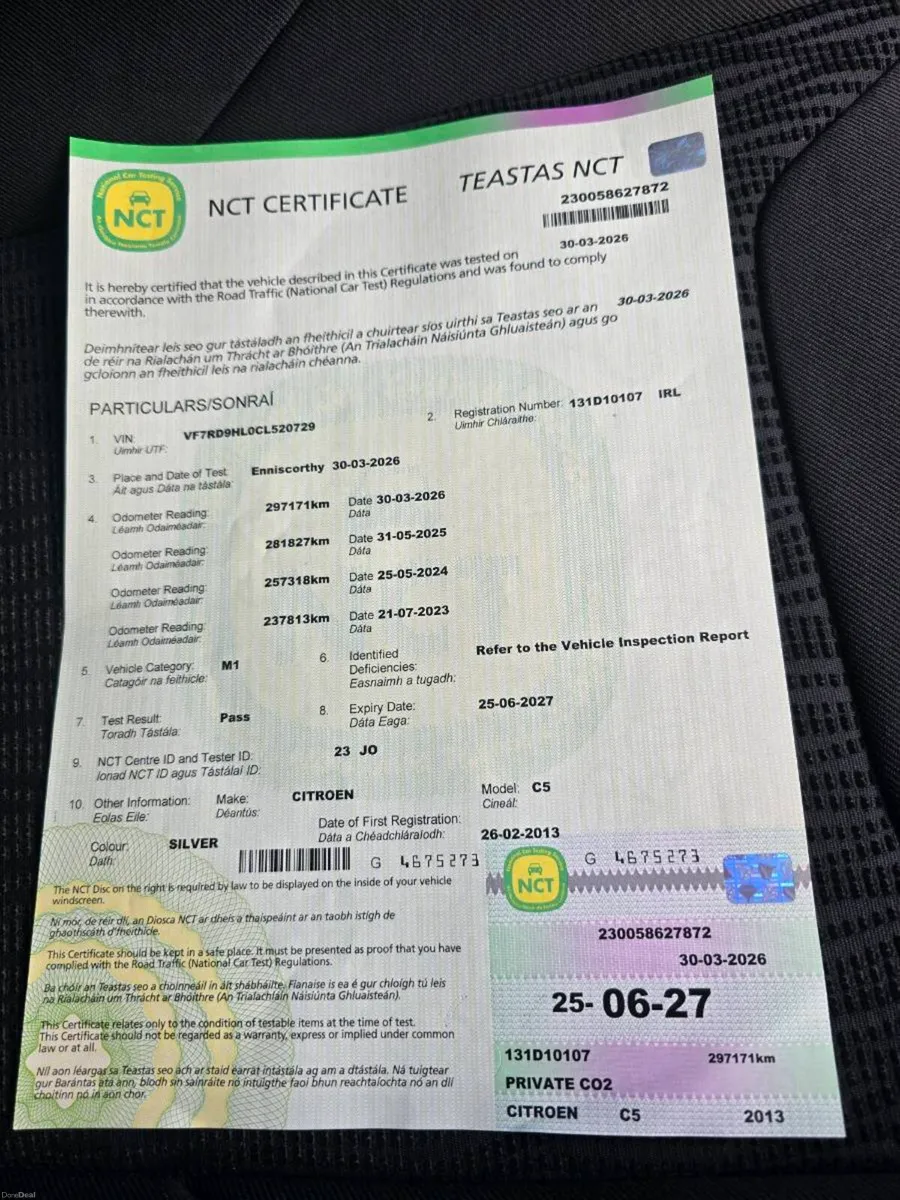 National Car Testing Service
NCT
NCT CERTIFICATE
TEASTAS NCT
230058627872
30-03-2026
It is hereby certified that the vehicle described in this Certificate was tested on
in accordance with the Road Traffic (National Car Test) Regulations and was found to comply
therewith.
30-03-2026
Deimhnítear leis seo gur tástáladh an fheithicil a chuirtear síos uirthi sa Teastas seo ar an
de réir na Rialachán um Thrácht ar Bhóithre (An Trialacháin Náisiúnta Ghluaisteán) agus go
gcloíonn an fheithicil leis na rialacháin chéanna.
PARTICULARS/SONRAÍ
1. VIN: VF7RD9HL0CL520729
Uimhir UTF:
2. Registration Number: 131D10107 IRL
Uimhir Chláraithe:
3. Place and Date of Test: Enniscorthy 30-03-2026
Áit agus Dáta na tástála:
4. Odometer Reading: 297171km Date 30-03-2026
Léamh Odaiméadair: Dáta
Odometer Reading: 281827km Date 31-05-2025
Léamh Odaiméadair: Dáta
Odometer Reading: 257318km Date 25-05-2024
Léamh Odaiméadair: Dáta
Odometer Reading: 237813km Date 21-07-2023
Léamh Odaiméadair: Dáta
5. Vehicle Category: M1
Catagóir na feithicle:
6. Identified Refer to the Vehicle Inspection Report
Deficiencies:
Easnaimh a tugadh:
7. Test Result: Pass
Toradh Tástála:
8. Expiry Date: 25-06-2027
Dáta Éaga:
9. NCT Centre ID and Tester ID: 23 JO
Ionad NCT ID agus Tástálaí ID:
10. Other Information: Make: CITROEN Model: C5
Eolas Eile: Déantús: Cineál:
Date of First Registration: 26-02-2013
Dáta a Chéadchláraíodh:
Colour: SILVER
Dath:
G 4675273
G 4675273
The NCT Disc on the right is required by law to be displayed on the inside of your vehicle
windscreen.
Ní mór, de réir dlí, an Diosca NCT ar dheis a thaispeáint ar an taobh istigh de
ghaothscáth d'fheithicle.
This Certificate should be kept in a safe place. It must be presented as proof that you have
complied with the Road Traffic (National Car Test) Regulations.
Ba chóir an Teastas seo a choinneáil in áit shábháilte. Fianaise is ea é gur chloígh tú leis
na Rialacháin um Thrácht ar Bhóithre (An Trialachláin Náisiúnta Ghluaisteán).
This Certificate relates only to the condition of testable items at the time of test.
This Certificate should not be regarded as a warranty, express or implied under common
law or at all.
Níl aon léargas sa Teastas seo ach ar staid earraí intástála ag am a dtástála. Ná tuigtear
gur Barántas atá ann, bíodh sin sainráite nó intuigthe faoi bhun reachtaíochta nó an dlí
choitinn nó in aon chor.
NCT
230058627872
30-03-2026
25- 06-27
131D10107 297171km
PRIVATE CO2
CITROEN C5 2013
DoneDeal